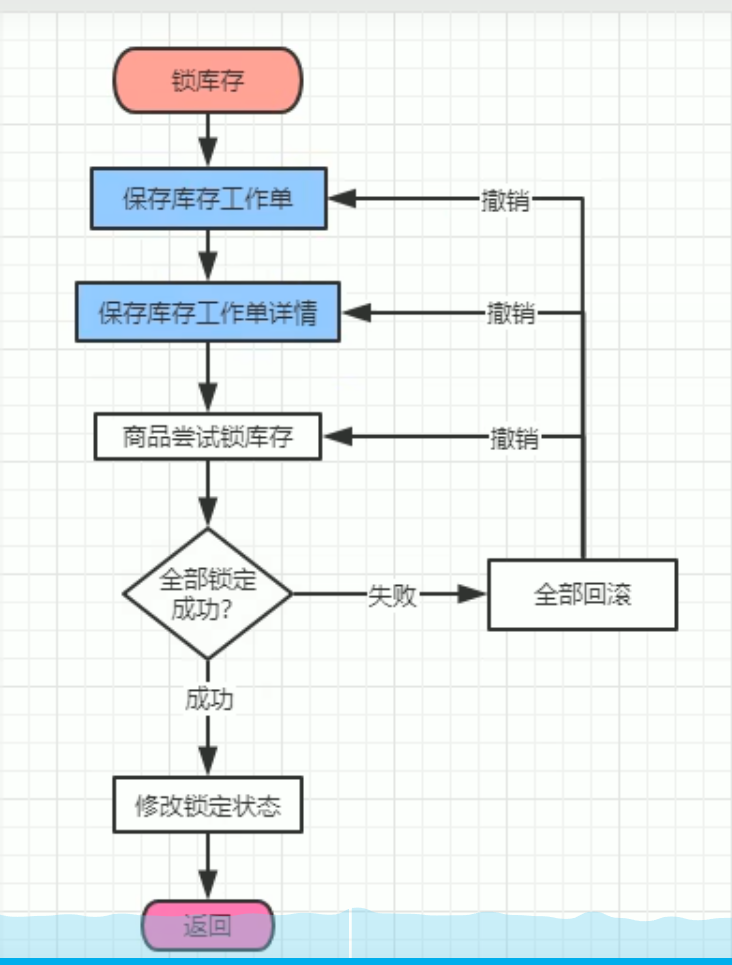 锁库存
保存库存工作单
撤销
保存库存工作单详情
撤销
商品尝试锁库存
撤销
全部锁定
成功?
失败
全部回滚
成功
修改锁定状态
返回